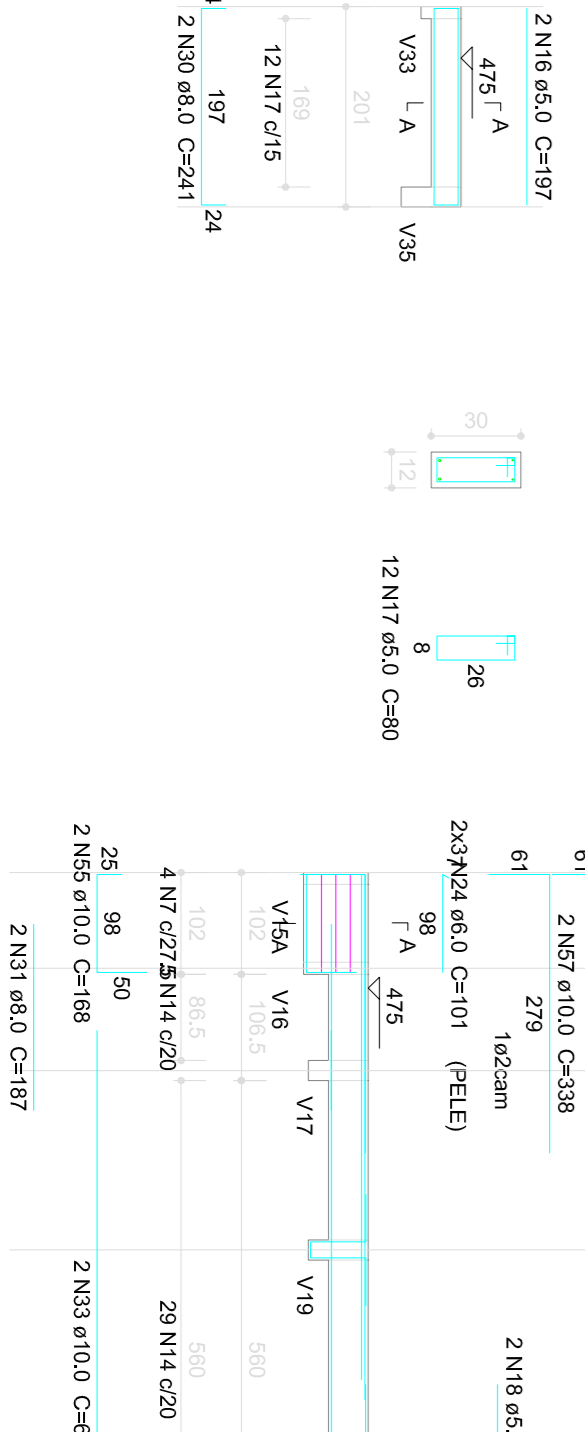 2 N16 ø5.0  C=197
475
A
V33
A
V35
201
169
12 N17 c/15
197
24
2 N30 ø8.0  C=241
30
12
26
8
12 N17 ø5.0  C=80
61
61
2 N57 ø10.0  C=338
279
1ø2cam
2x37N24 ø6.0  C=101   (PELE)
98
A
475
V15A
V16
V17
V19
102
106.5
560
102
86.5
560
4 N7 c/27.5
5 N14 c/20
29 N14 c/20
25
98
50
2 N55 ø10.0  C=168
2 N33 ø10.0  C=6
2 N31 ø8.0  C=187
2 N18 ø5.